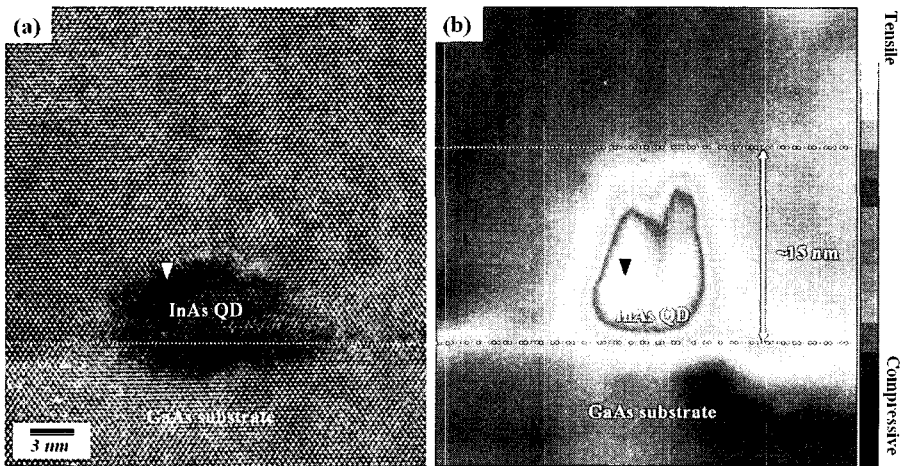 (a)
InAs QD
GaAs substrate
3 nm
(b)
~15 nm
InAs QD
GaAs substrate
Tensile
Compressive